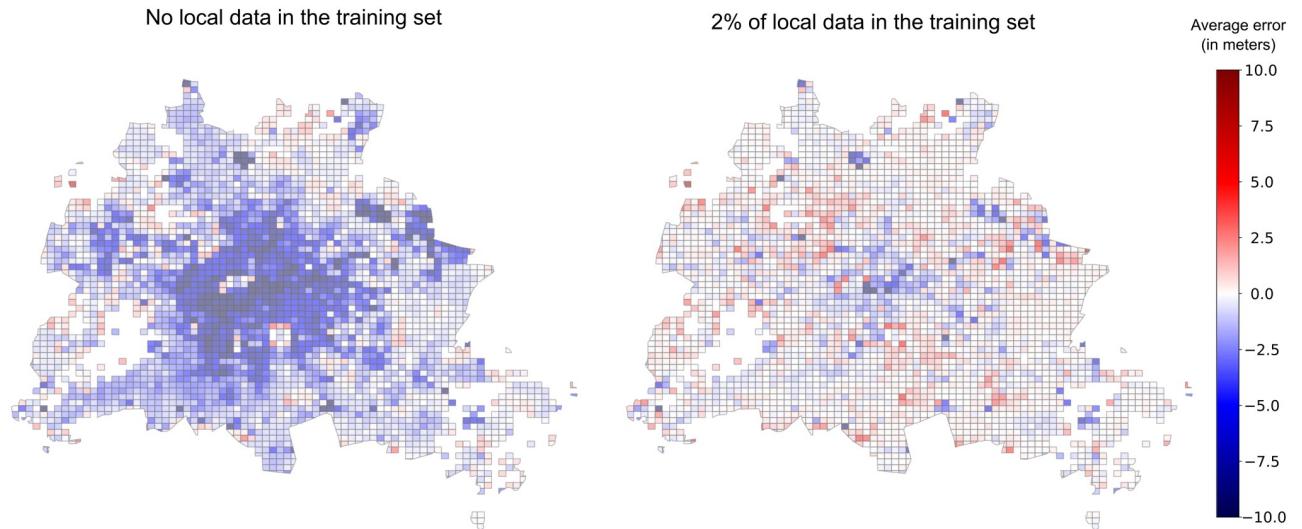 No local data in the training set
2% of local data in the training set
Average error
(in meters)
10.0
7.5
5.0
2.5
0.0
−2.5
−5.0
−7.5
−10.0